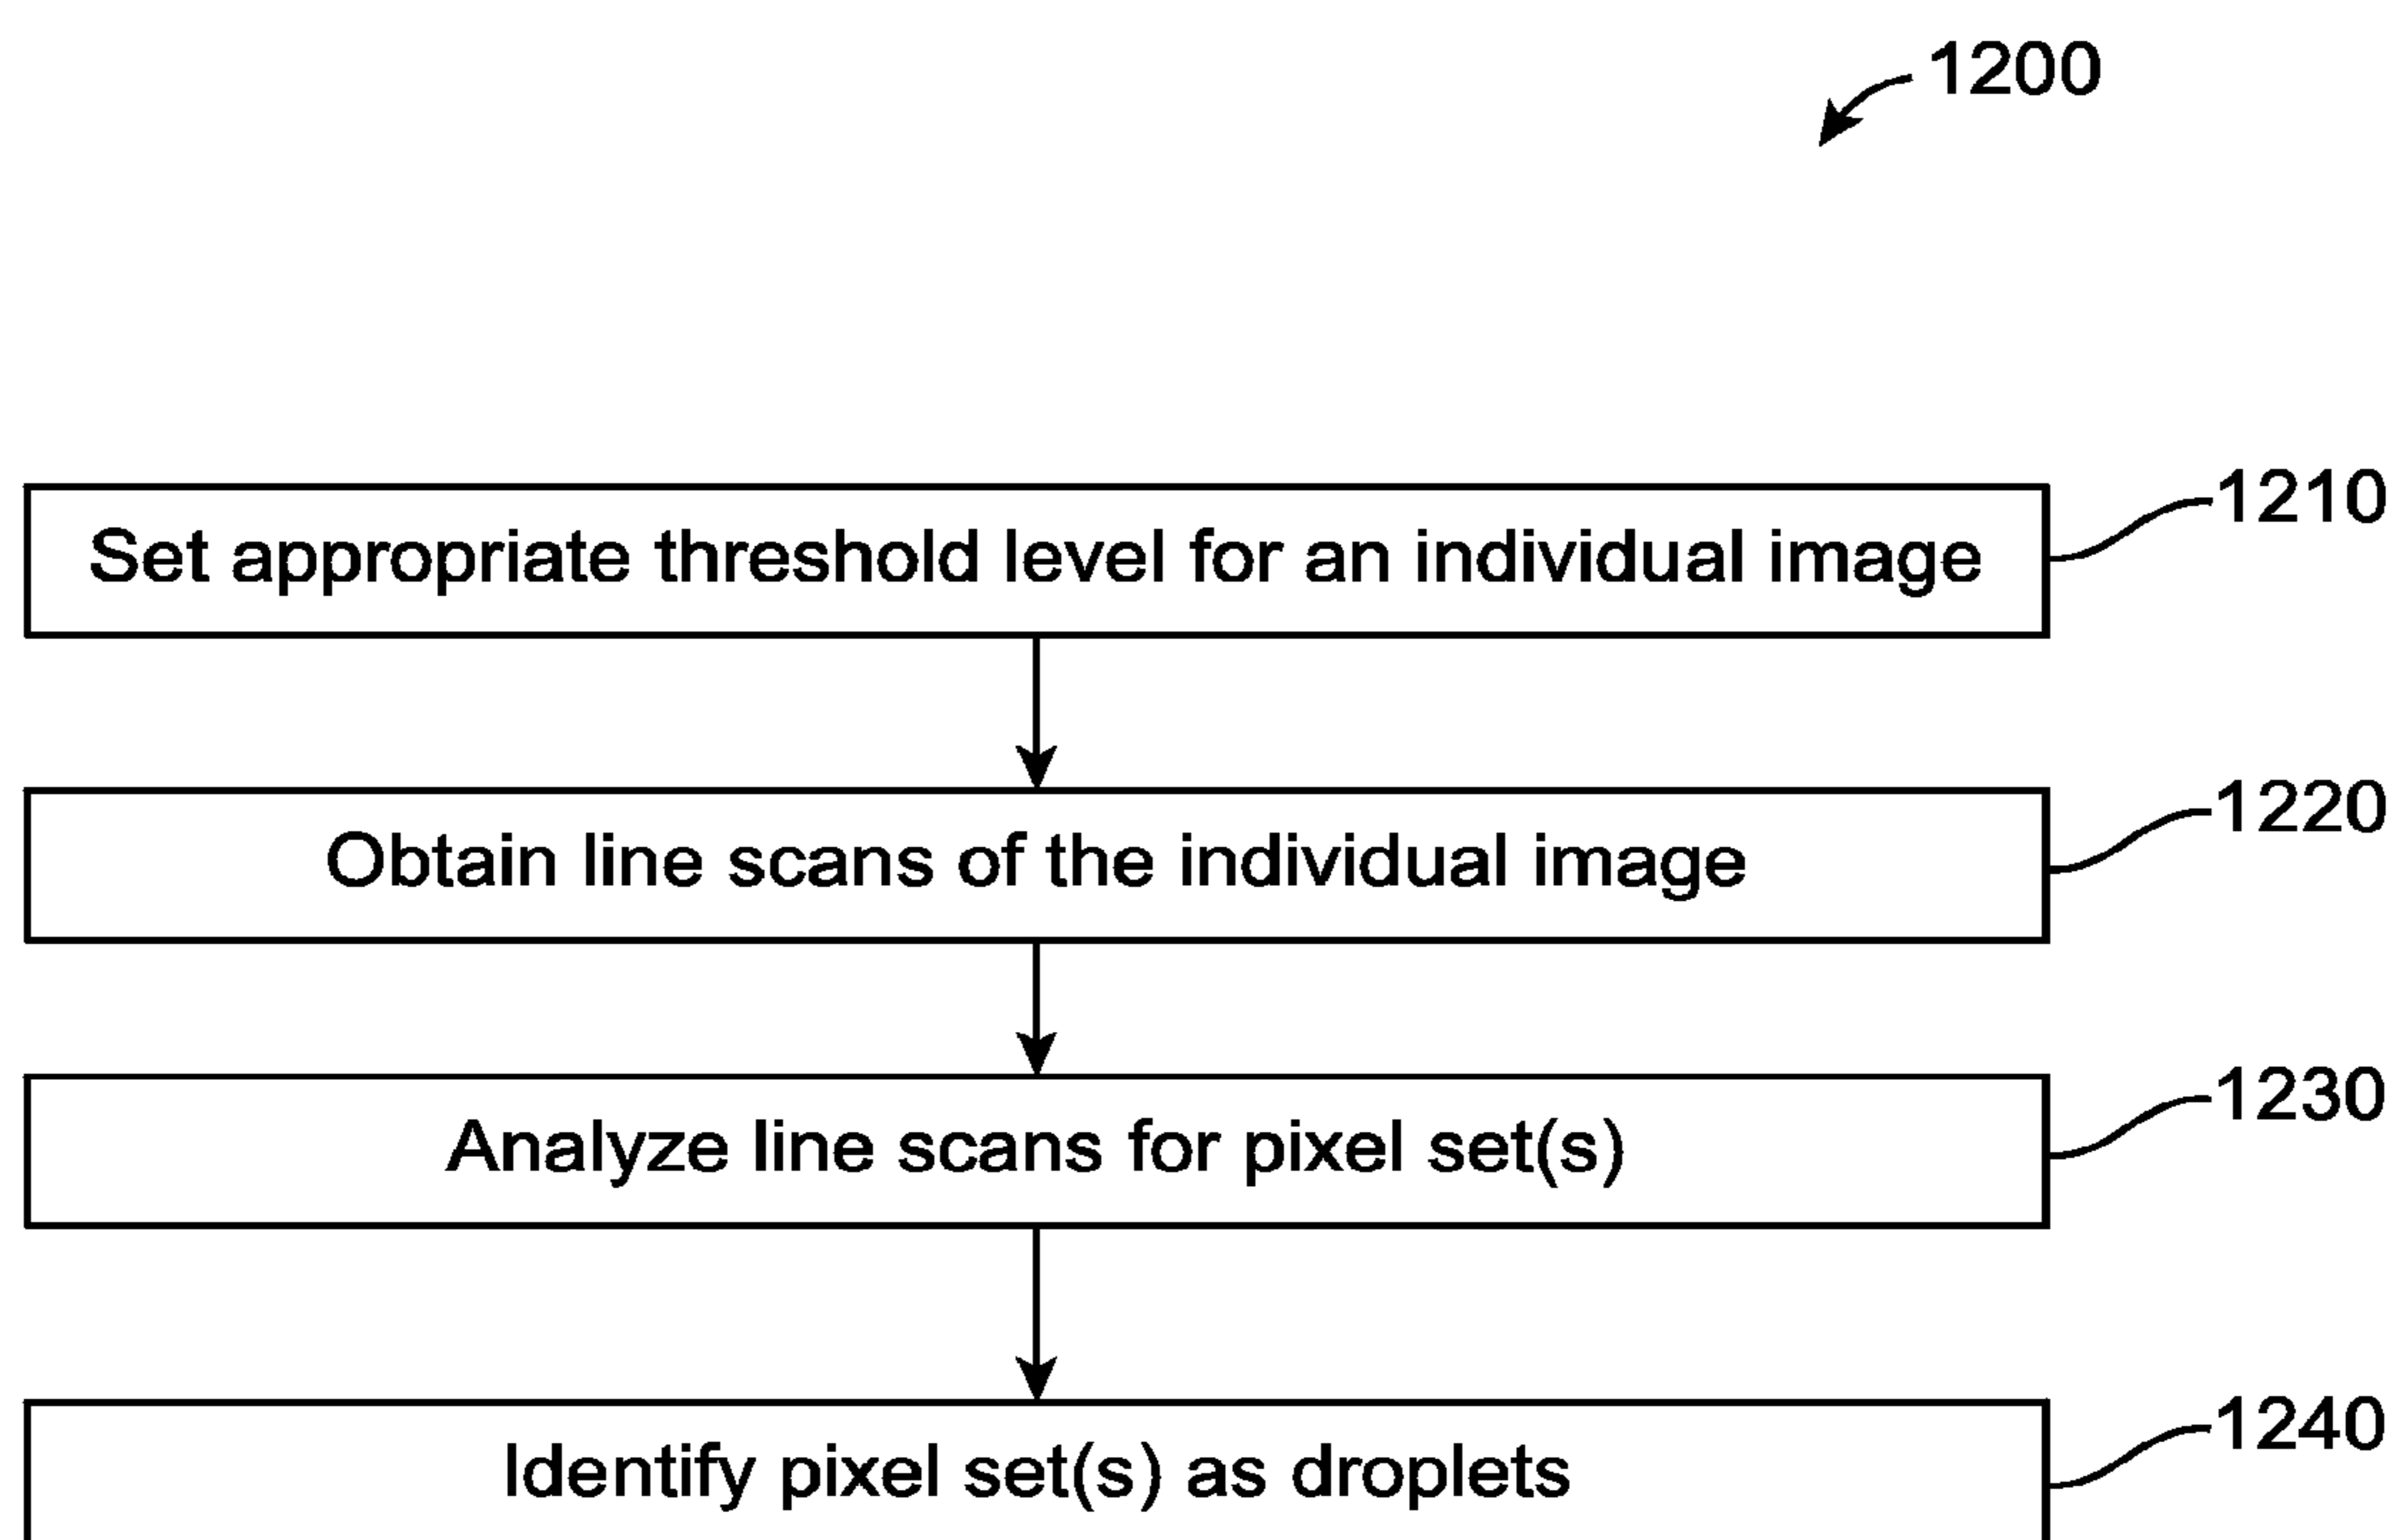 1200
Set appropriate threshold level for an individual image
1210
Obtain line scans of the individual image
1220
Analyze line scans for pixel set(s)
1230
Identify pixel set(s) as droplets
1240